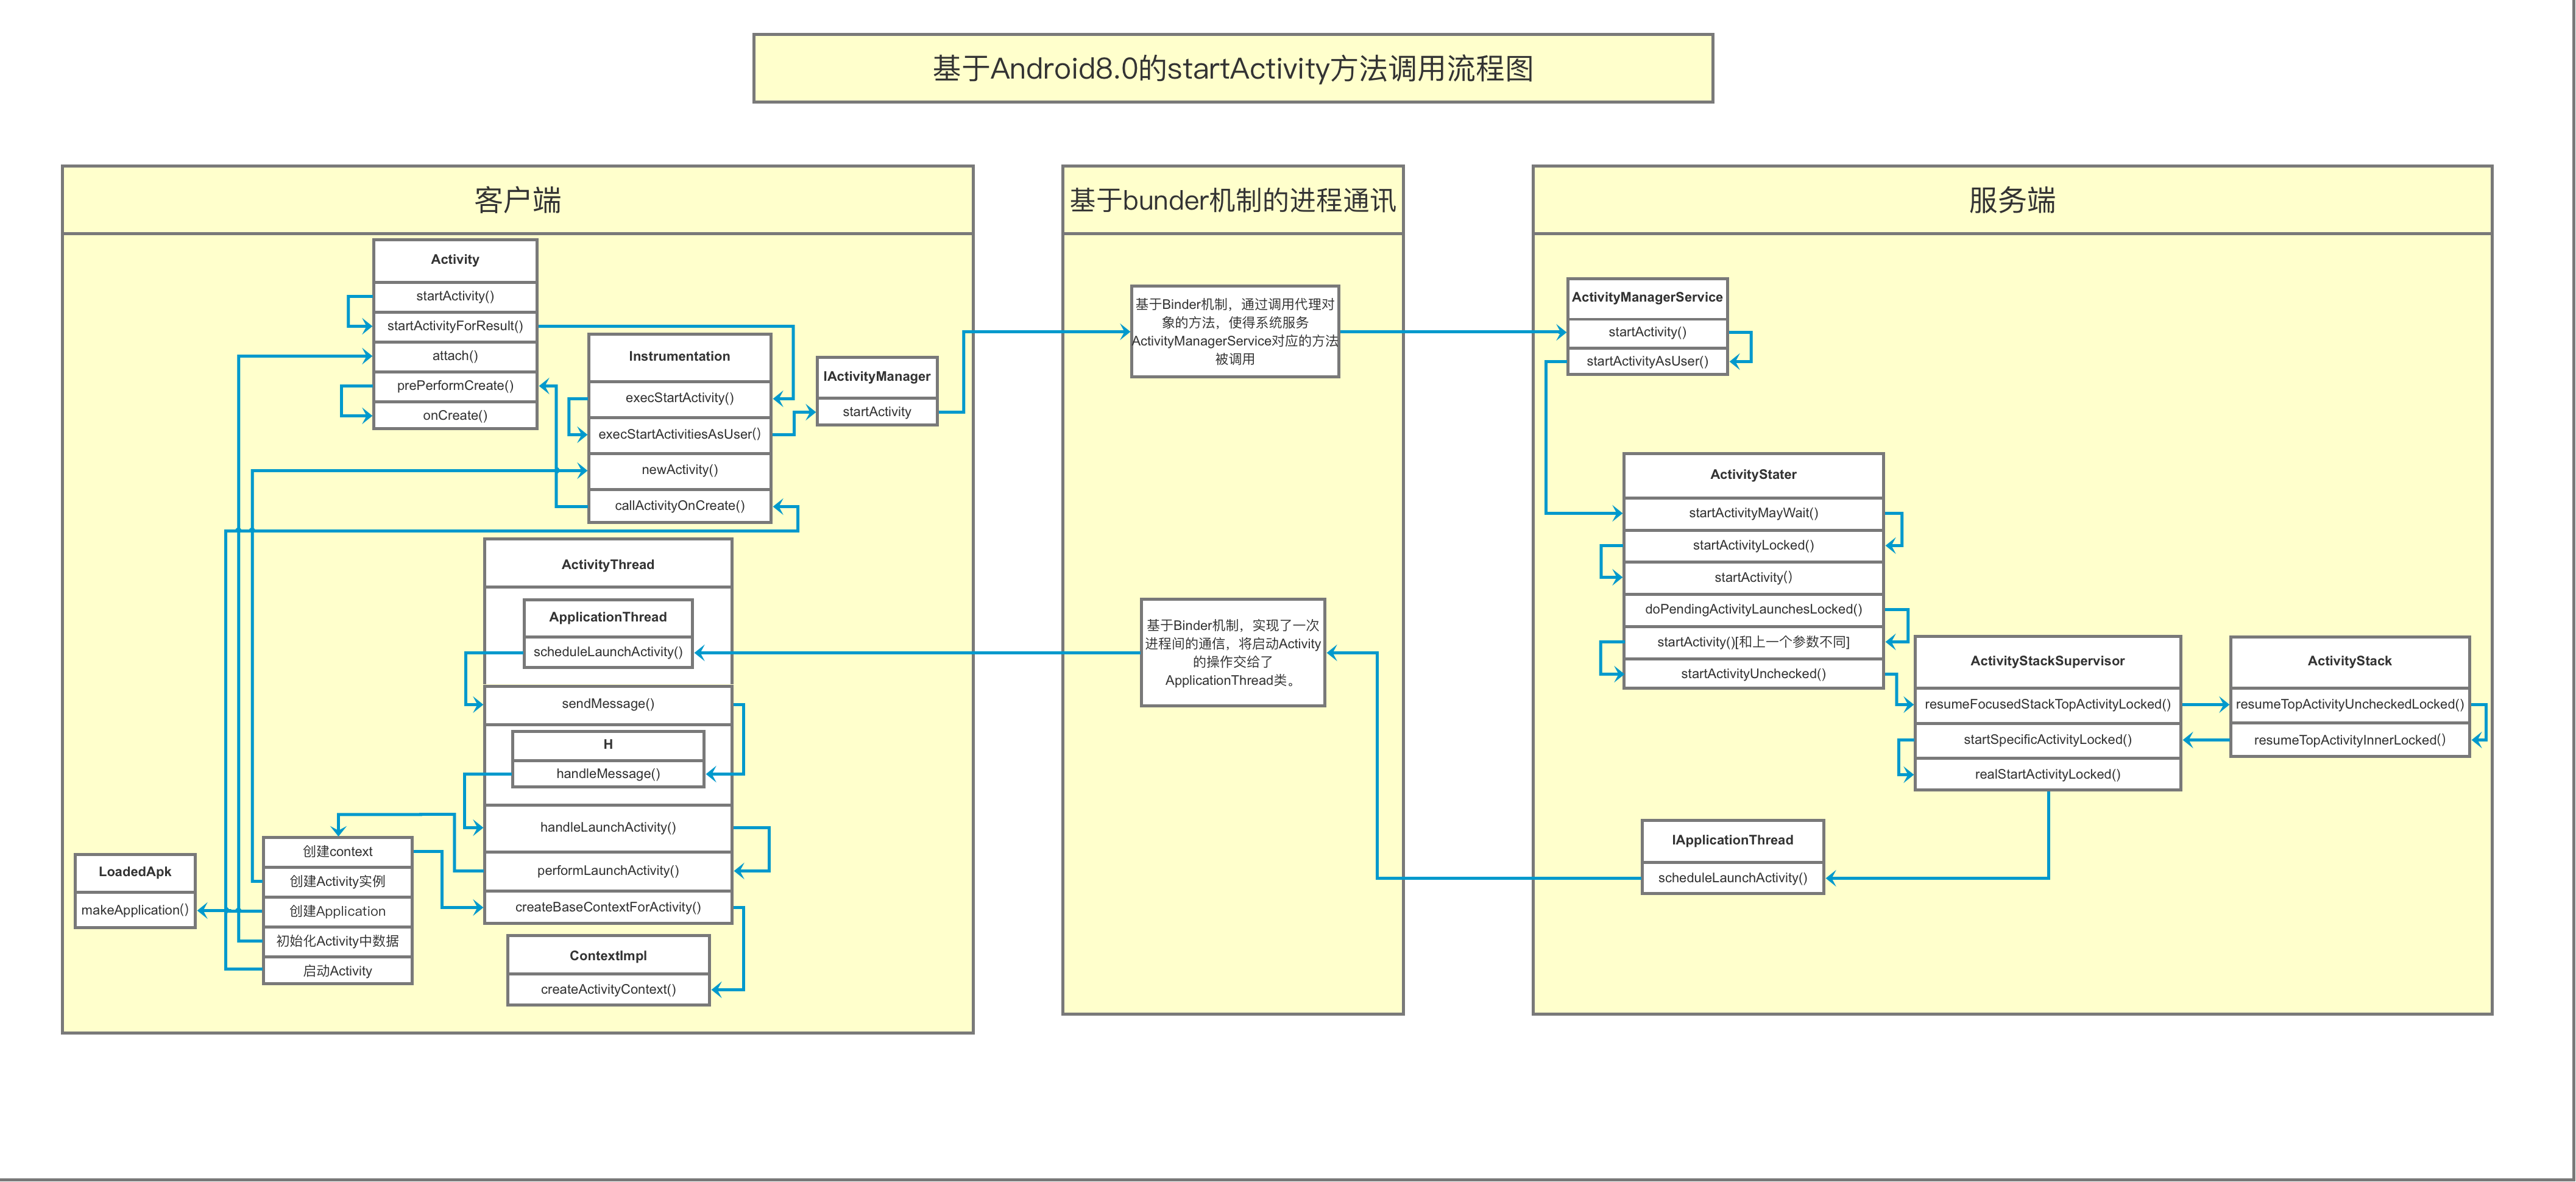 基于Android8.0的startActivity方法调用流程图
客户端
Activity
startActivity()
startActivityForResult()
attach()
prePerformCreate()
onCreate()
Instrumentation
execStartActivity()
execStartActivitiesAsUser()
newActivity()
callActivityOnCreate()
IActivityManager
startActivity
ActivityThread
ApplicationThread
scheduleLaunchActivity()
sendMessage()
H
handleMessage()
handleLaunchActivity()
performLaunchActivity()
createBaseContextForActivity()
LoadedApk
makeApplication()
创建context
创建Activity实例
创建Application
初始化Activity中数据
启动Activity
ContextImpl
createActivityContext()
基于bunder机制的进程通讯
基于Binder机制，通过调用代理对
象的方法，使得系统服务
ActivityManagerService对应的方法
被调用
基于Binder机制，实现了一次
进程间的通信，将启动Activity
的操作交给了
ApplicationThread类。
服务端
ActivityManagerService
startActivity()
startActivityAsUser()
ActivityStater
startActivityMayWait()
startActivityLocked()
startActivity()
doPendingActivityLaunchesLocked()
startActivity()[和上一个参数不同]
startActivityUnchecked()
ActivityStackSupervisor
resumeFocusedStackTopActivityLocked()
startSpecificActivityLocked()
realStartActivityLocked()
ActivityStack
resumeTopActivityUncheckedLocked()
resumeTopActivityInnerLocked()
IApplicationThread
scheduleLaunchActivity()